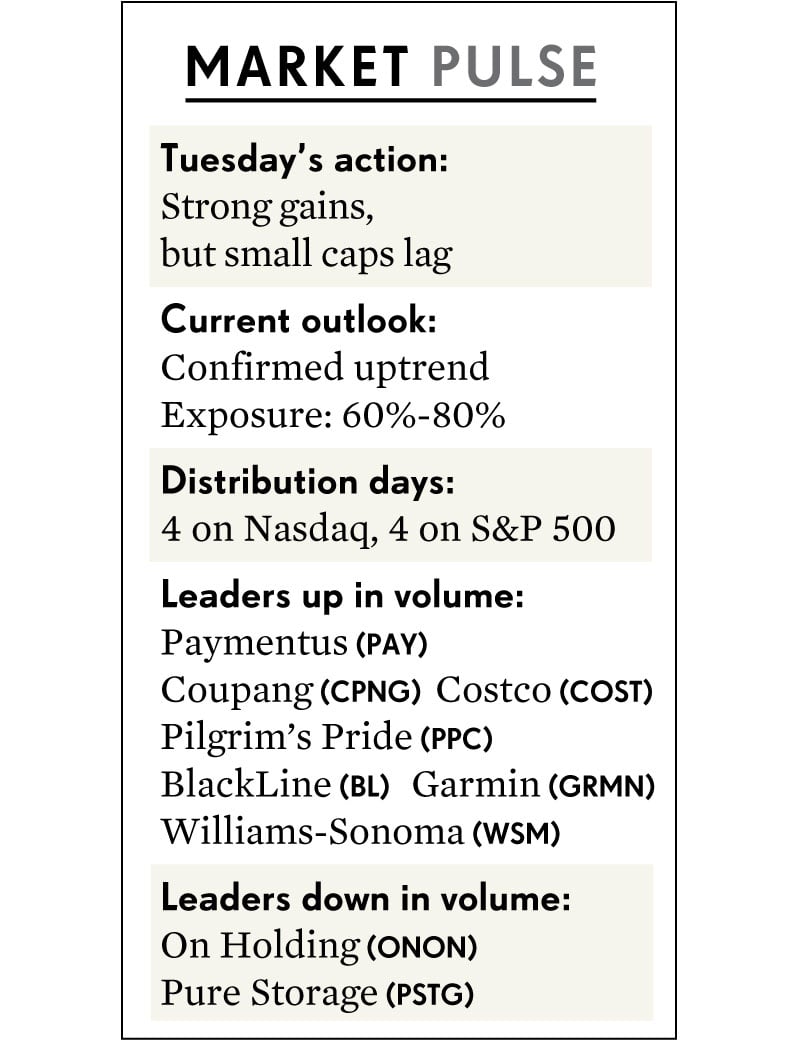 MARKET PULSE
Tuesday’s action:
Strong gains,
but small caps lag
Current outlook:
Confirmed uptrend
Exposure: 60%-80%
Distribution days:
4 on Nasdaq, 4 on S&P 500
Leaders up in volume:
Paymentus (PAY)
Coupang (CPNG) Costco (COST)
Pilgrim’s Pride (PPC)
BlackLine (BL) Garmin (GRMN)
Williams-Sonoma (WSM)
Leaders down in volume:
On Holding (ONON)
Pure Storage (PSTG)